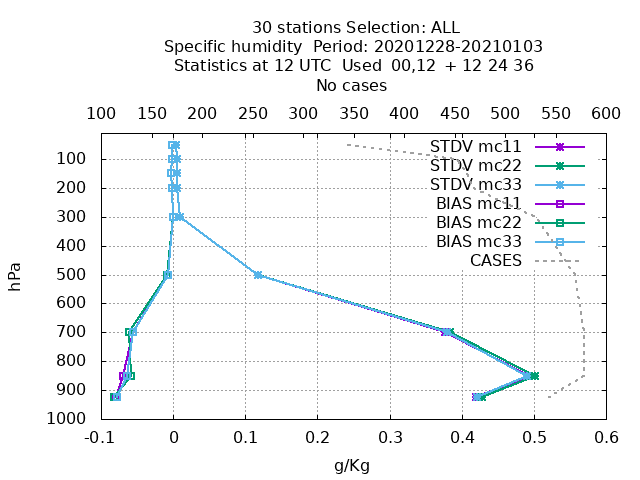 30 stations Selection: ALL
Specific humidity  Period: 20201228-20210103
Statistics at 12 UTC  Used  00,12  + 12 24 36
No cases
100 170 200 250 300 350 400 450 500 530 600
STDV mc11
STDV mc22
STDV mc33
BIAS mc11
BIAS mc22
BIAS mc33
CASES
100
200
300
400
500
600
700
800
900
1000
hPa
-0.1 0 0.1 0.2 0.3 0.4 0.5 0.6
g/Kg